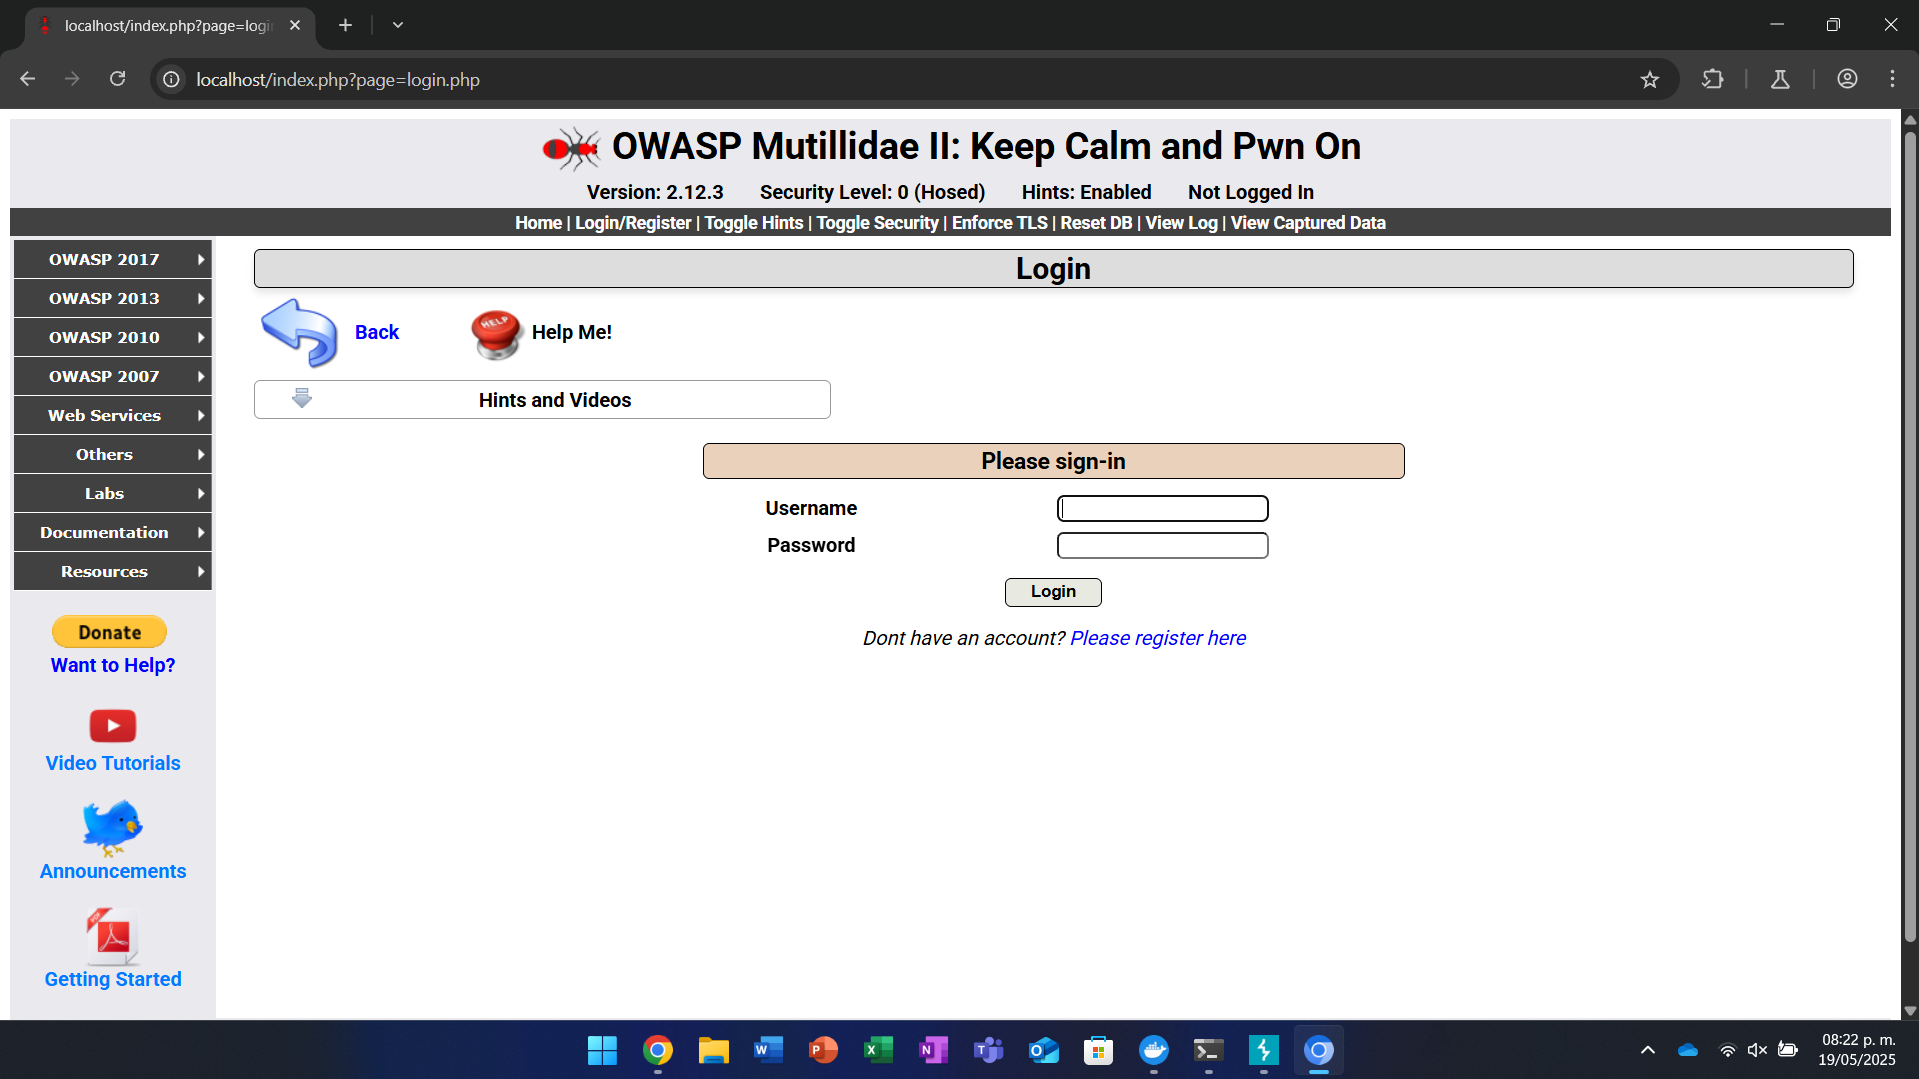 localhost/index.php?page=logi
localhost/index.php?page=login.php
OWASP Mutillidae II: Keep Calm and Pwn On
Version: 2.12.3 Security Level: 0 (Hosed) Hints: Enabled Not Logged In
Home | Login/Register | Toggle Hints | Toggle Security | Enforce TLS | Reset DB | View Log | View Captured Data
OWASP 2017
OWASP 2013
OWASP 2010
OWASP 2007
Web Services
Others
Labs
Documentation
Resources
Donate
Want to Help?
Video Tutorials
Announcements
PDF
Getting Started
Login
Back
HELP
Help Me!
Hints and Videos
Please sign-in
Username
Password
Login
Dont have an account? Please register here
08:22 p. m.
19/05/2025